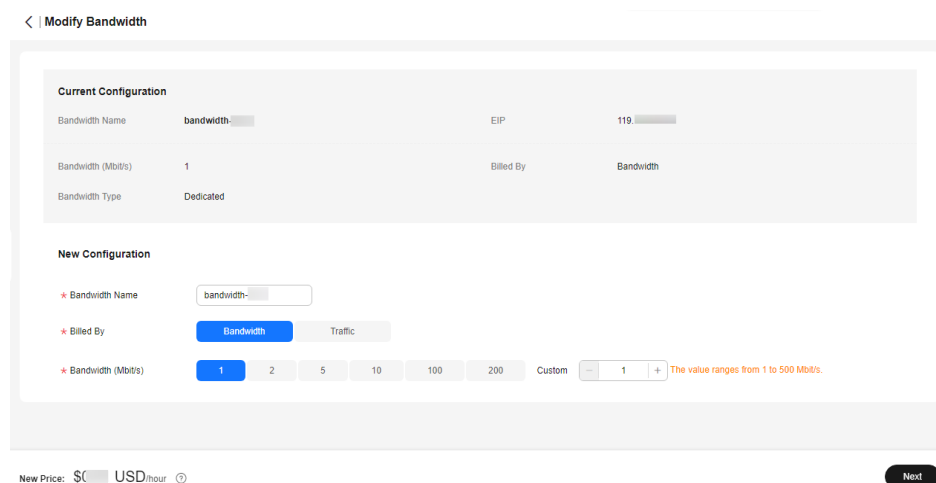 Modify Bandwidth
Current Configuration
Bandwidth Name bandwidth- EIP 119.
Bandwidth (Mbit/s) 1 Billed By Bandwidth
Bandwidth Type Dedicated
New Configuration
* Bandwidth Name bandwidth-
* Billed By Bandwidth Traffic
* Bandwidth (Mbit/s) 1 2 5 10 100 200 Custom − 1 + The value ranges from 1 to 500 Mbit/s.
New Price: $ USD/hour ? Next